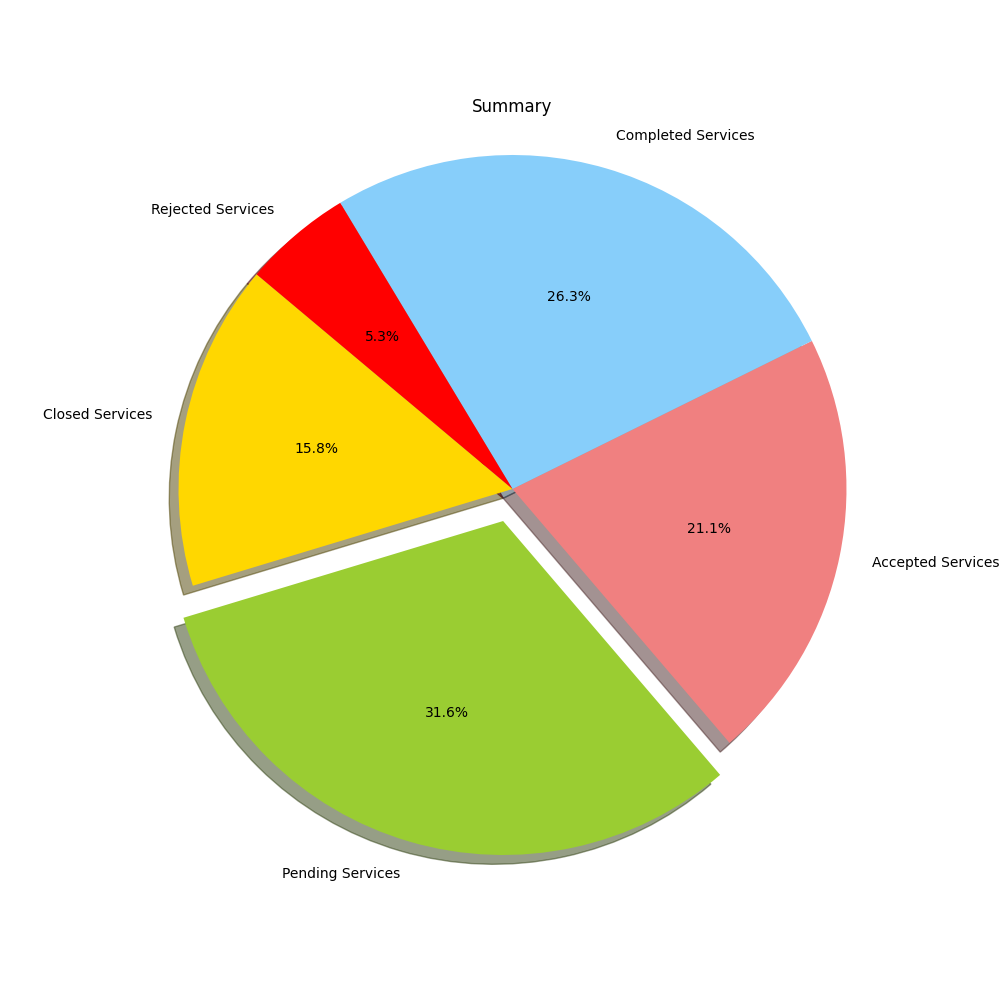 Summary
Completed Services
Rejected Services
26.3%
5.3%
Closed Services
15.8%
21.1%
Accepted Services
31.6%
Pending Services